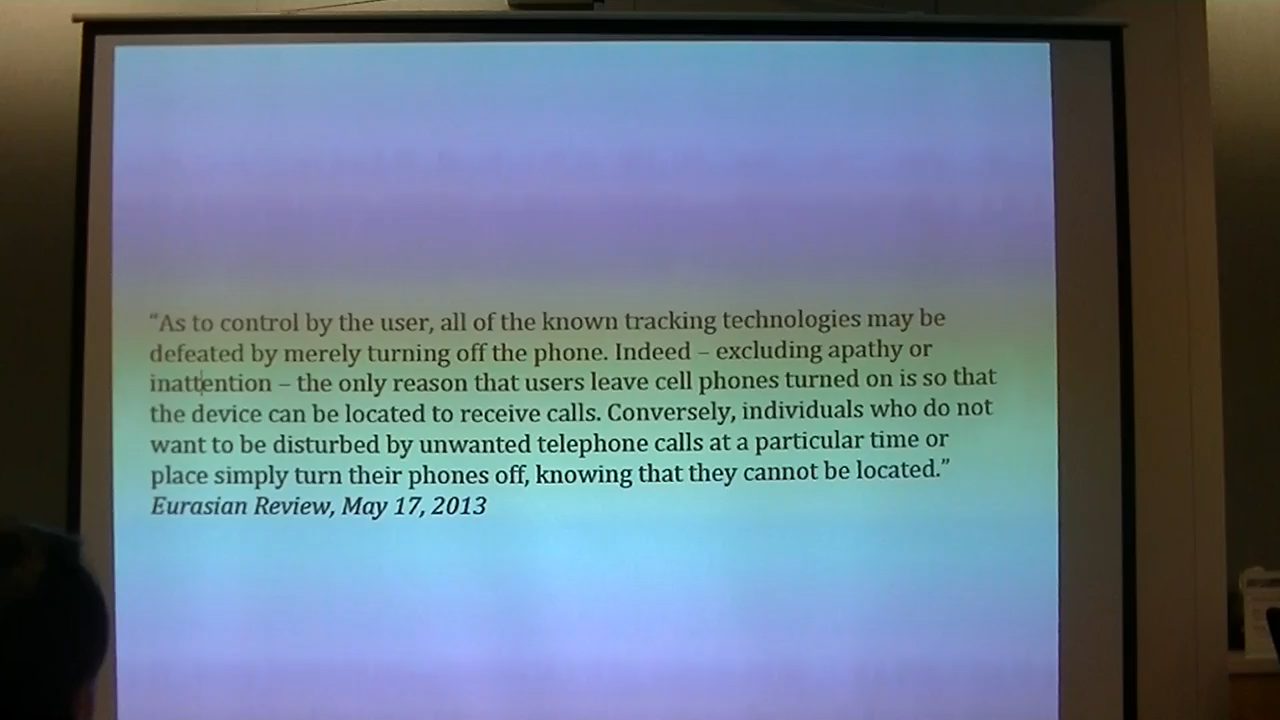 “As to control by the user, all of the known tracking technologies may be
defeated by merely turning off the phone. Indeed – excluding apathy or
inattention – the only reason that users leave cell phones turned on is so that
the device can be located to receive calls. Conversely, individuals who do not
want to be disturbed by unwanted telephone calls at a particular time or
place simply turn their phones off, knowing that they cannot be located.”
Eurasian Review, May 17, 2013